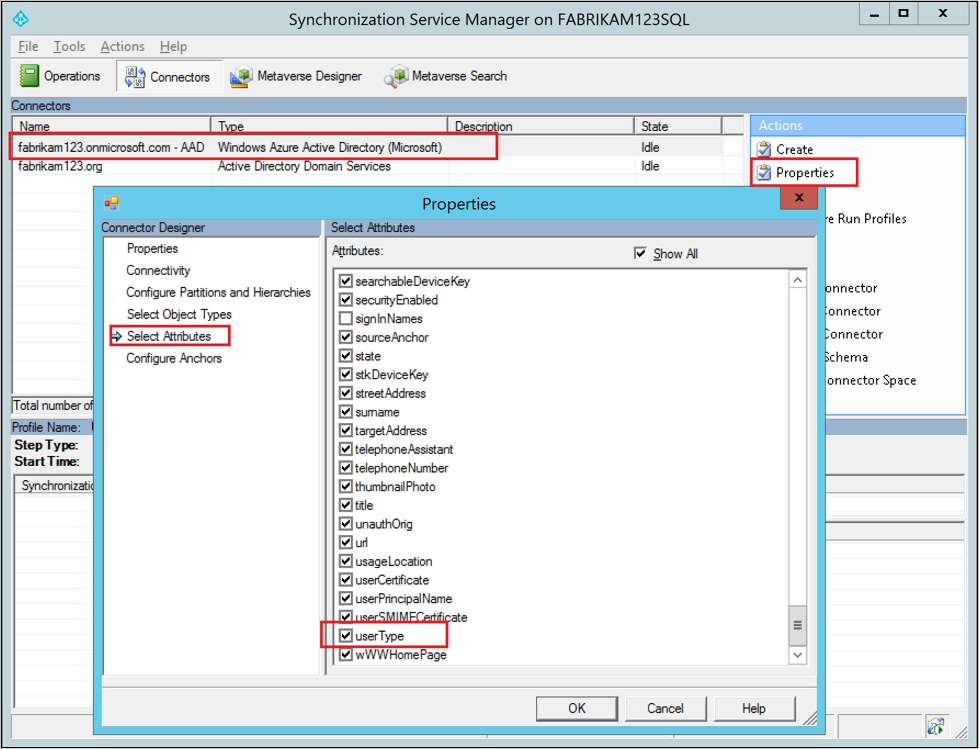 Synchronization Service Manager on FABRIKAM123SQL
File Tools Actions Help
Operations Connectors Metaverse Designer Metaverse Search
Connectors
Name Type Description State
fabrikam123.onmicrosoft.com - AAD Windows Azure Active Directory (Microsoft) Idle
fabrikam123.org Active Directory Domain Services Idle
Actions
Create
Properties
re Run Profiles
onnector
Connector
Connector
Schema
onnector Space
Total number of
Profile Name:
Step Type:
Start Time:
Synchronizatio
Properties
Connector Designer
Properties
Connectivity
Configure Partitions and Hierarchies
Select Object Types
Select Attributes
Configure Anchors
Select Attributes
Attributes: Show All
searchableDeviceKey
securityEnabled
signInNames
sourceAnchor
state
stkDeviceKey
streetAddress
surname
targetAddress
telephoneAssistant
telephoneNumber
thumbnailPhoto
title
unauthOrig
url
usageLocation
userCertificate
userPrincipalName
userSMIMECertificate
userType
wWWHomePage
OK Cancel Help